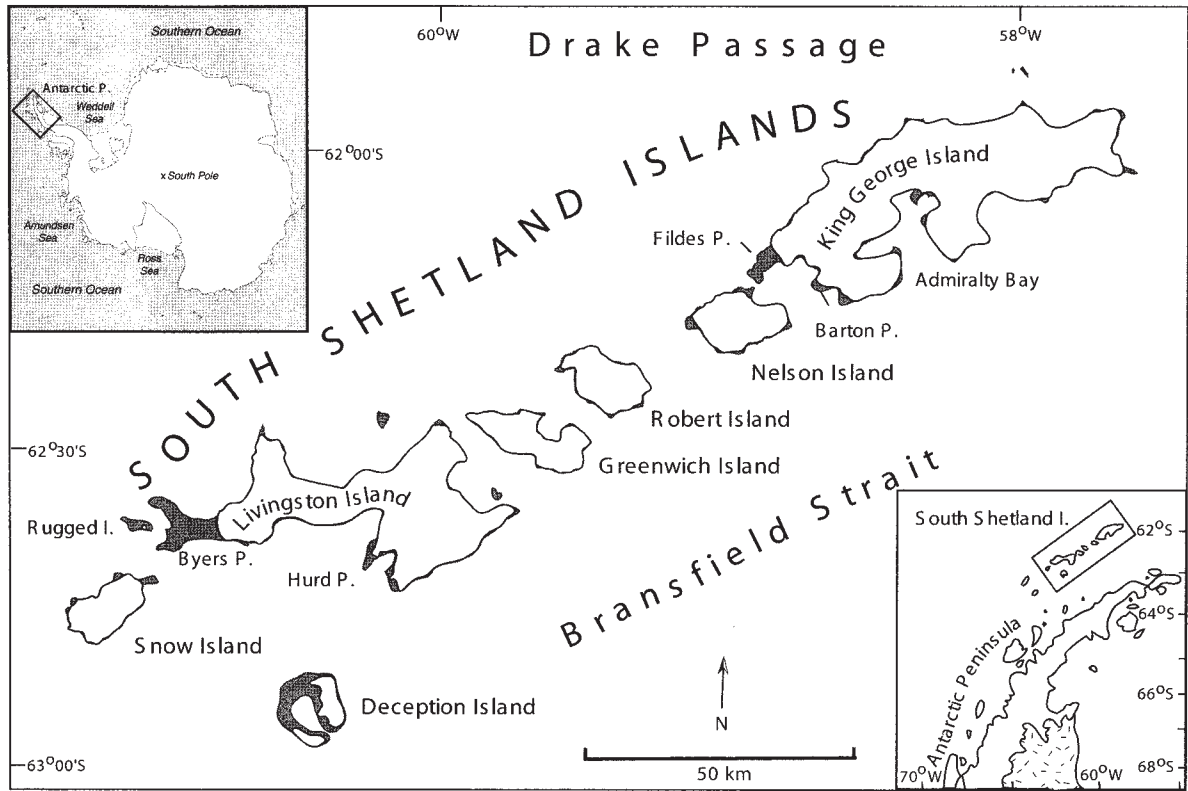 Southern Ocean
Antarctic P.
Weddell
Sea
x South Pole
Amundsen
Sea
Ross
Sea
Southern Ocean
60°W
Drake Passage
58°W
62°00'S
SOUTH SHETLAND ISLANDS
King George Island
Fildes P.
Admiralty Bay
Barton P.
Nelson Island
Robert Island
Greenwich Island
62°30'S
Livingston Island
Rugged I.
Byers P.
Hurd P.
Snow Island
Deception Island
Bransfield Strait
N
50 km
63°00'S
South Shetland I.
62°S
64°S
Antarctic Peninsula
66°S
70°W
60°W
68°S